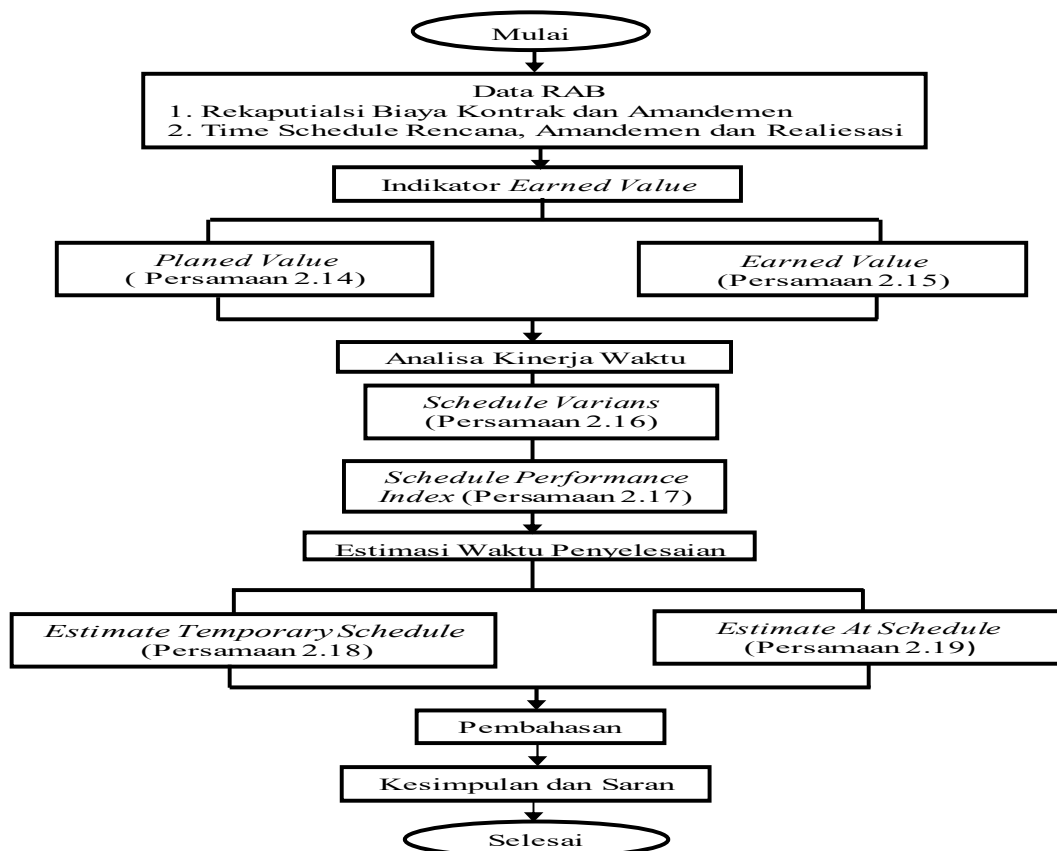 Mulai
Data RAB
1. Rekaputialsi Biaya Kontrak dan Amandemen
2. Time Schedule Rencana, Amandemen dan Realiesasi
Indikator Earned Value
Planed Value
( Persamaan 2.14)
Earned Value
(Persamaan 2.15)
Analisa Kinerja Waktu
Schedule Varians
(Persamaan 2.16)
Schedule Performance
Index (Persamaan 2.17)
Estimasi Waktu Penyelesaian
Estimate Temporary Schedule
(Persamaan 2.18)
Estimate At Schedule
(Persamaan 2.19)
Pembahasan
Kesimpulan dan Saran
Selesai